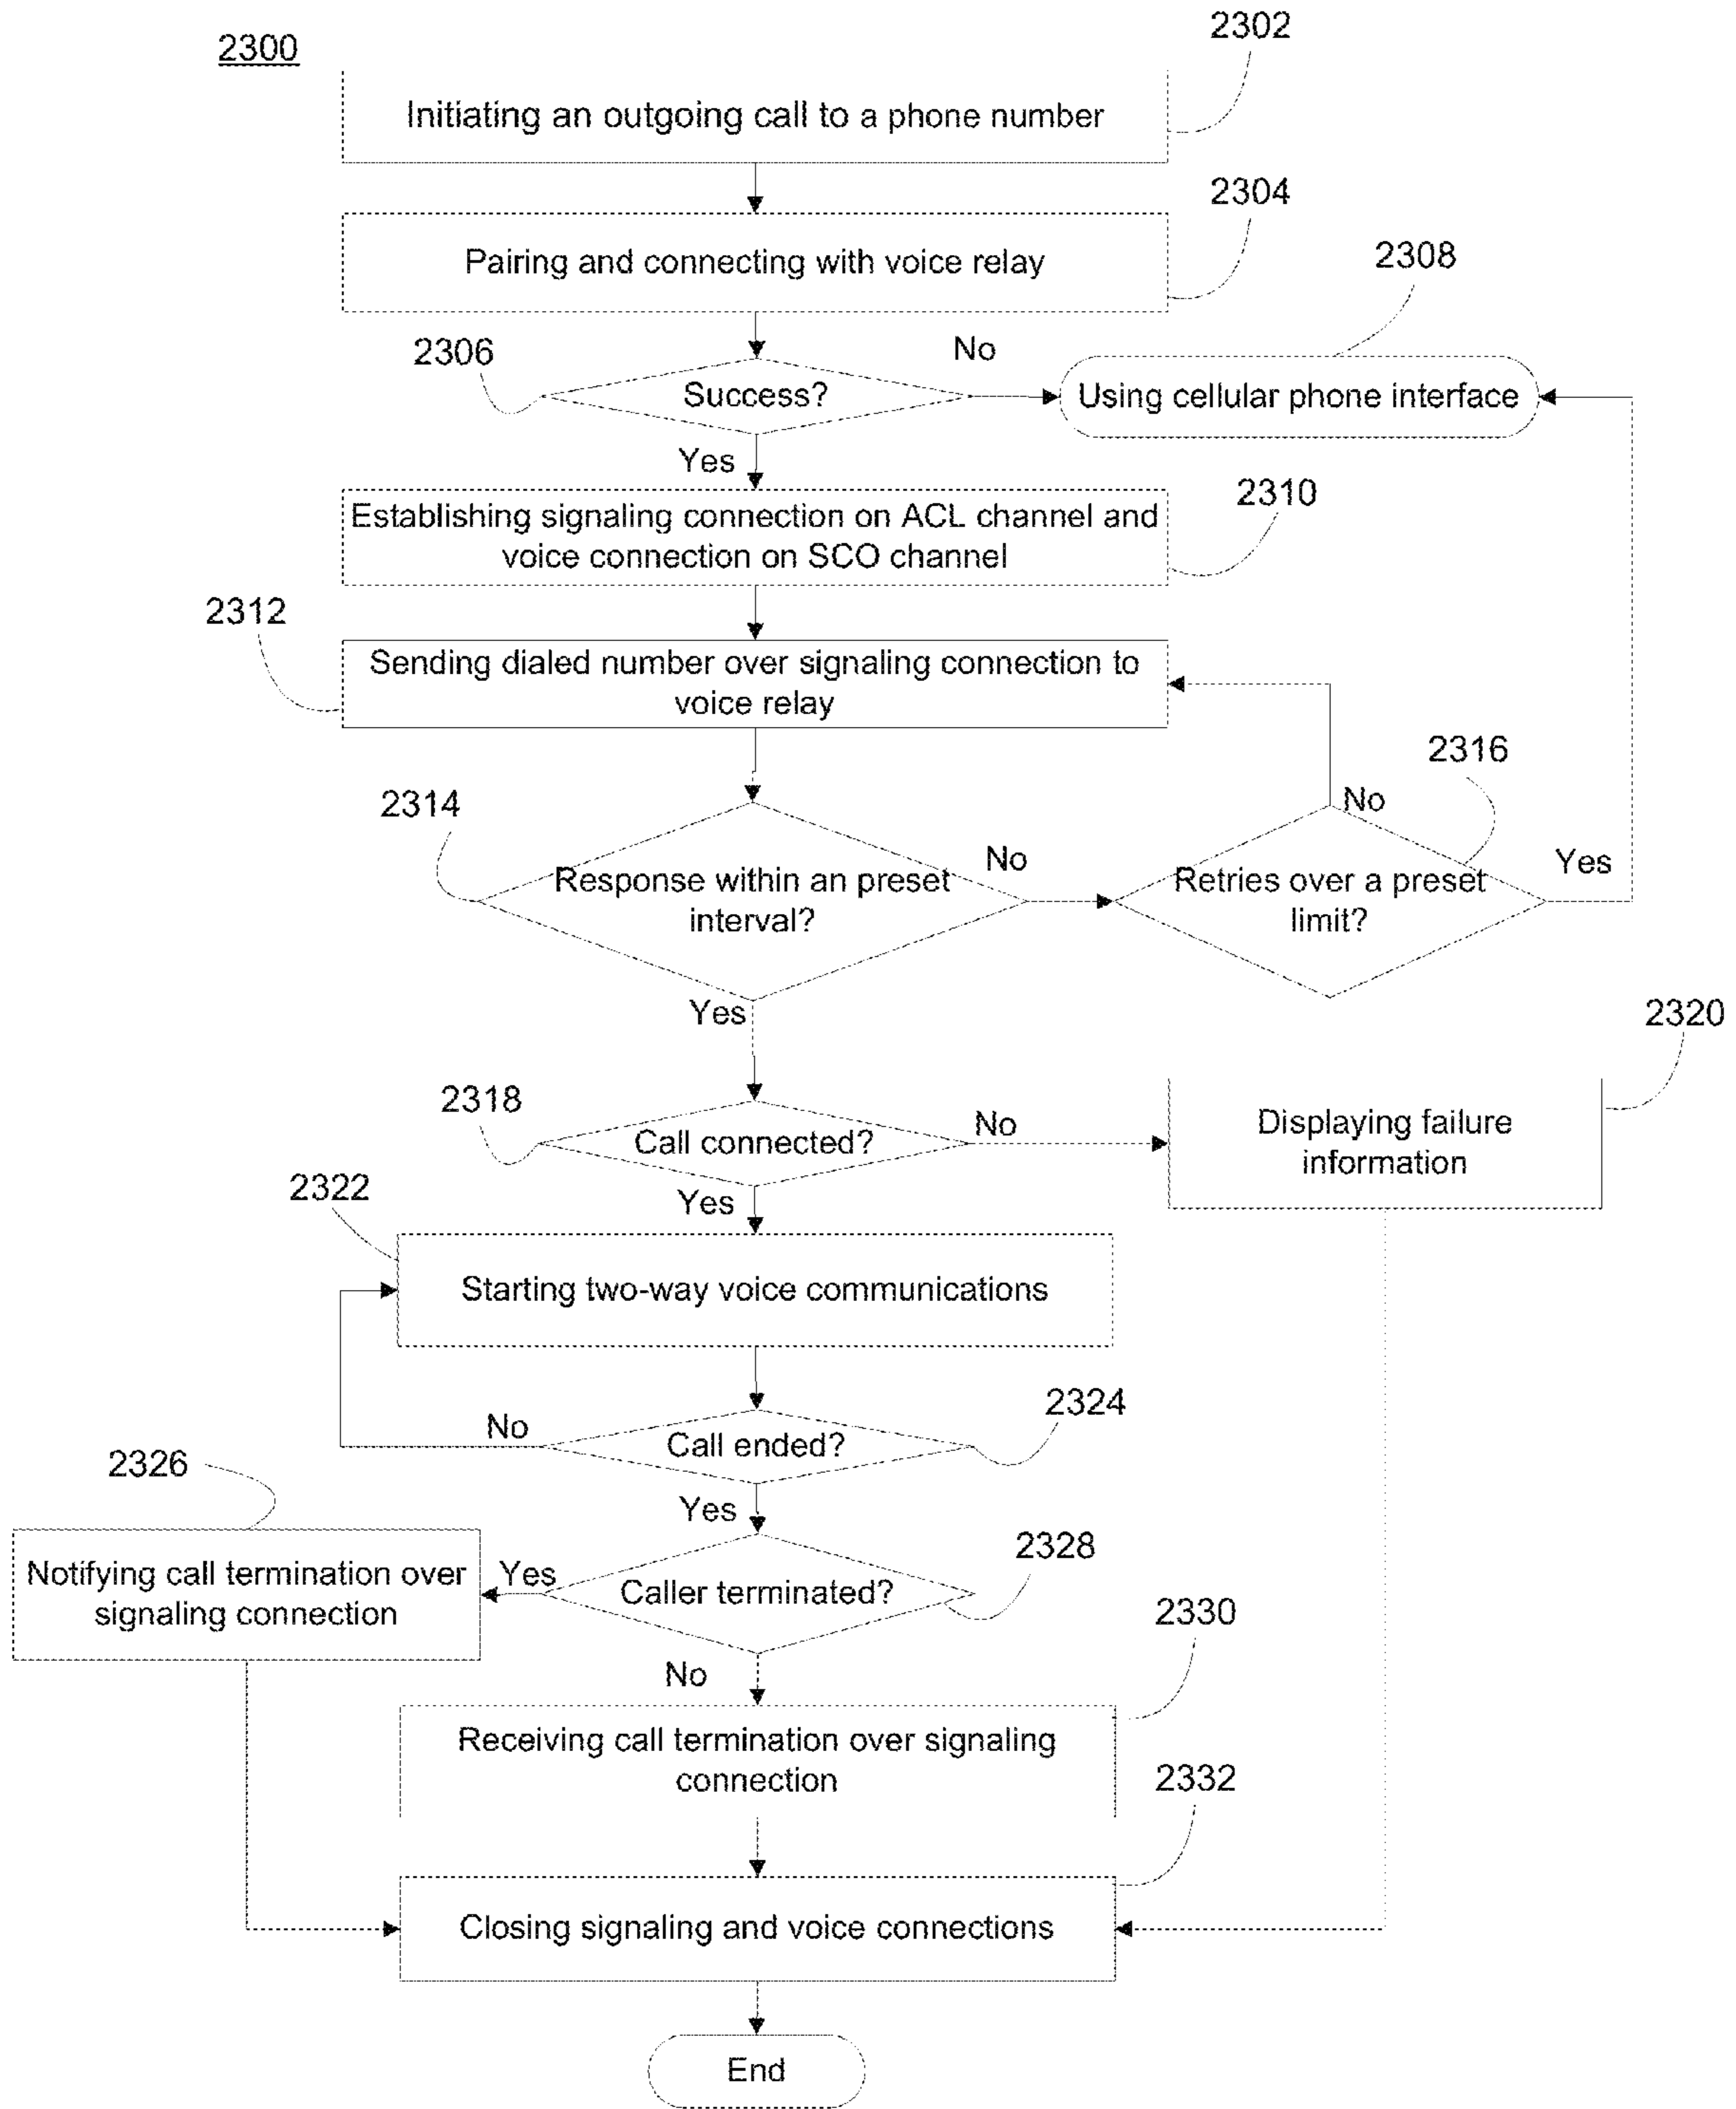 2300
2302
Initiating an outgoing call to a phone number
2304
Pairing and connecting with voice relay
2308
2306
No
Success?
Using cellular phone interface
Yes
2310
Establishing signaling connection on ACL channel and
voice connection on SCO channel
2312
Sending dialed number over signaling connection to
voice relay
2316
2314
No
No
Yes
Response within an preset
interval?
Retries over a preset
limit?
Yes
2320
2318
No
Call connected?
Displaying failure
information
2322
Yes
Starting two-way voice communications
2324
No
Call ended?
2326
Yes
2328
Notifying call termination over
signaling connection
Yes
Caller terminated?
2330
No
Receiving call termination over signaling
connection
2332
Closing signaling and voice connections
End